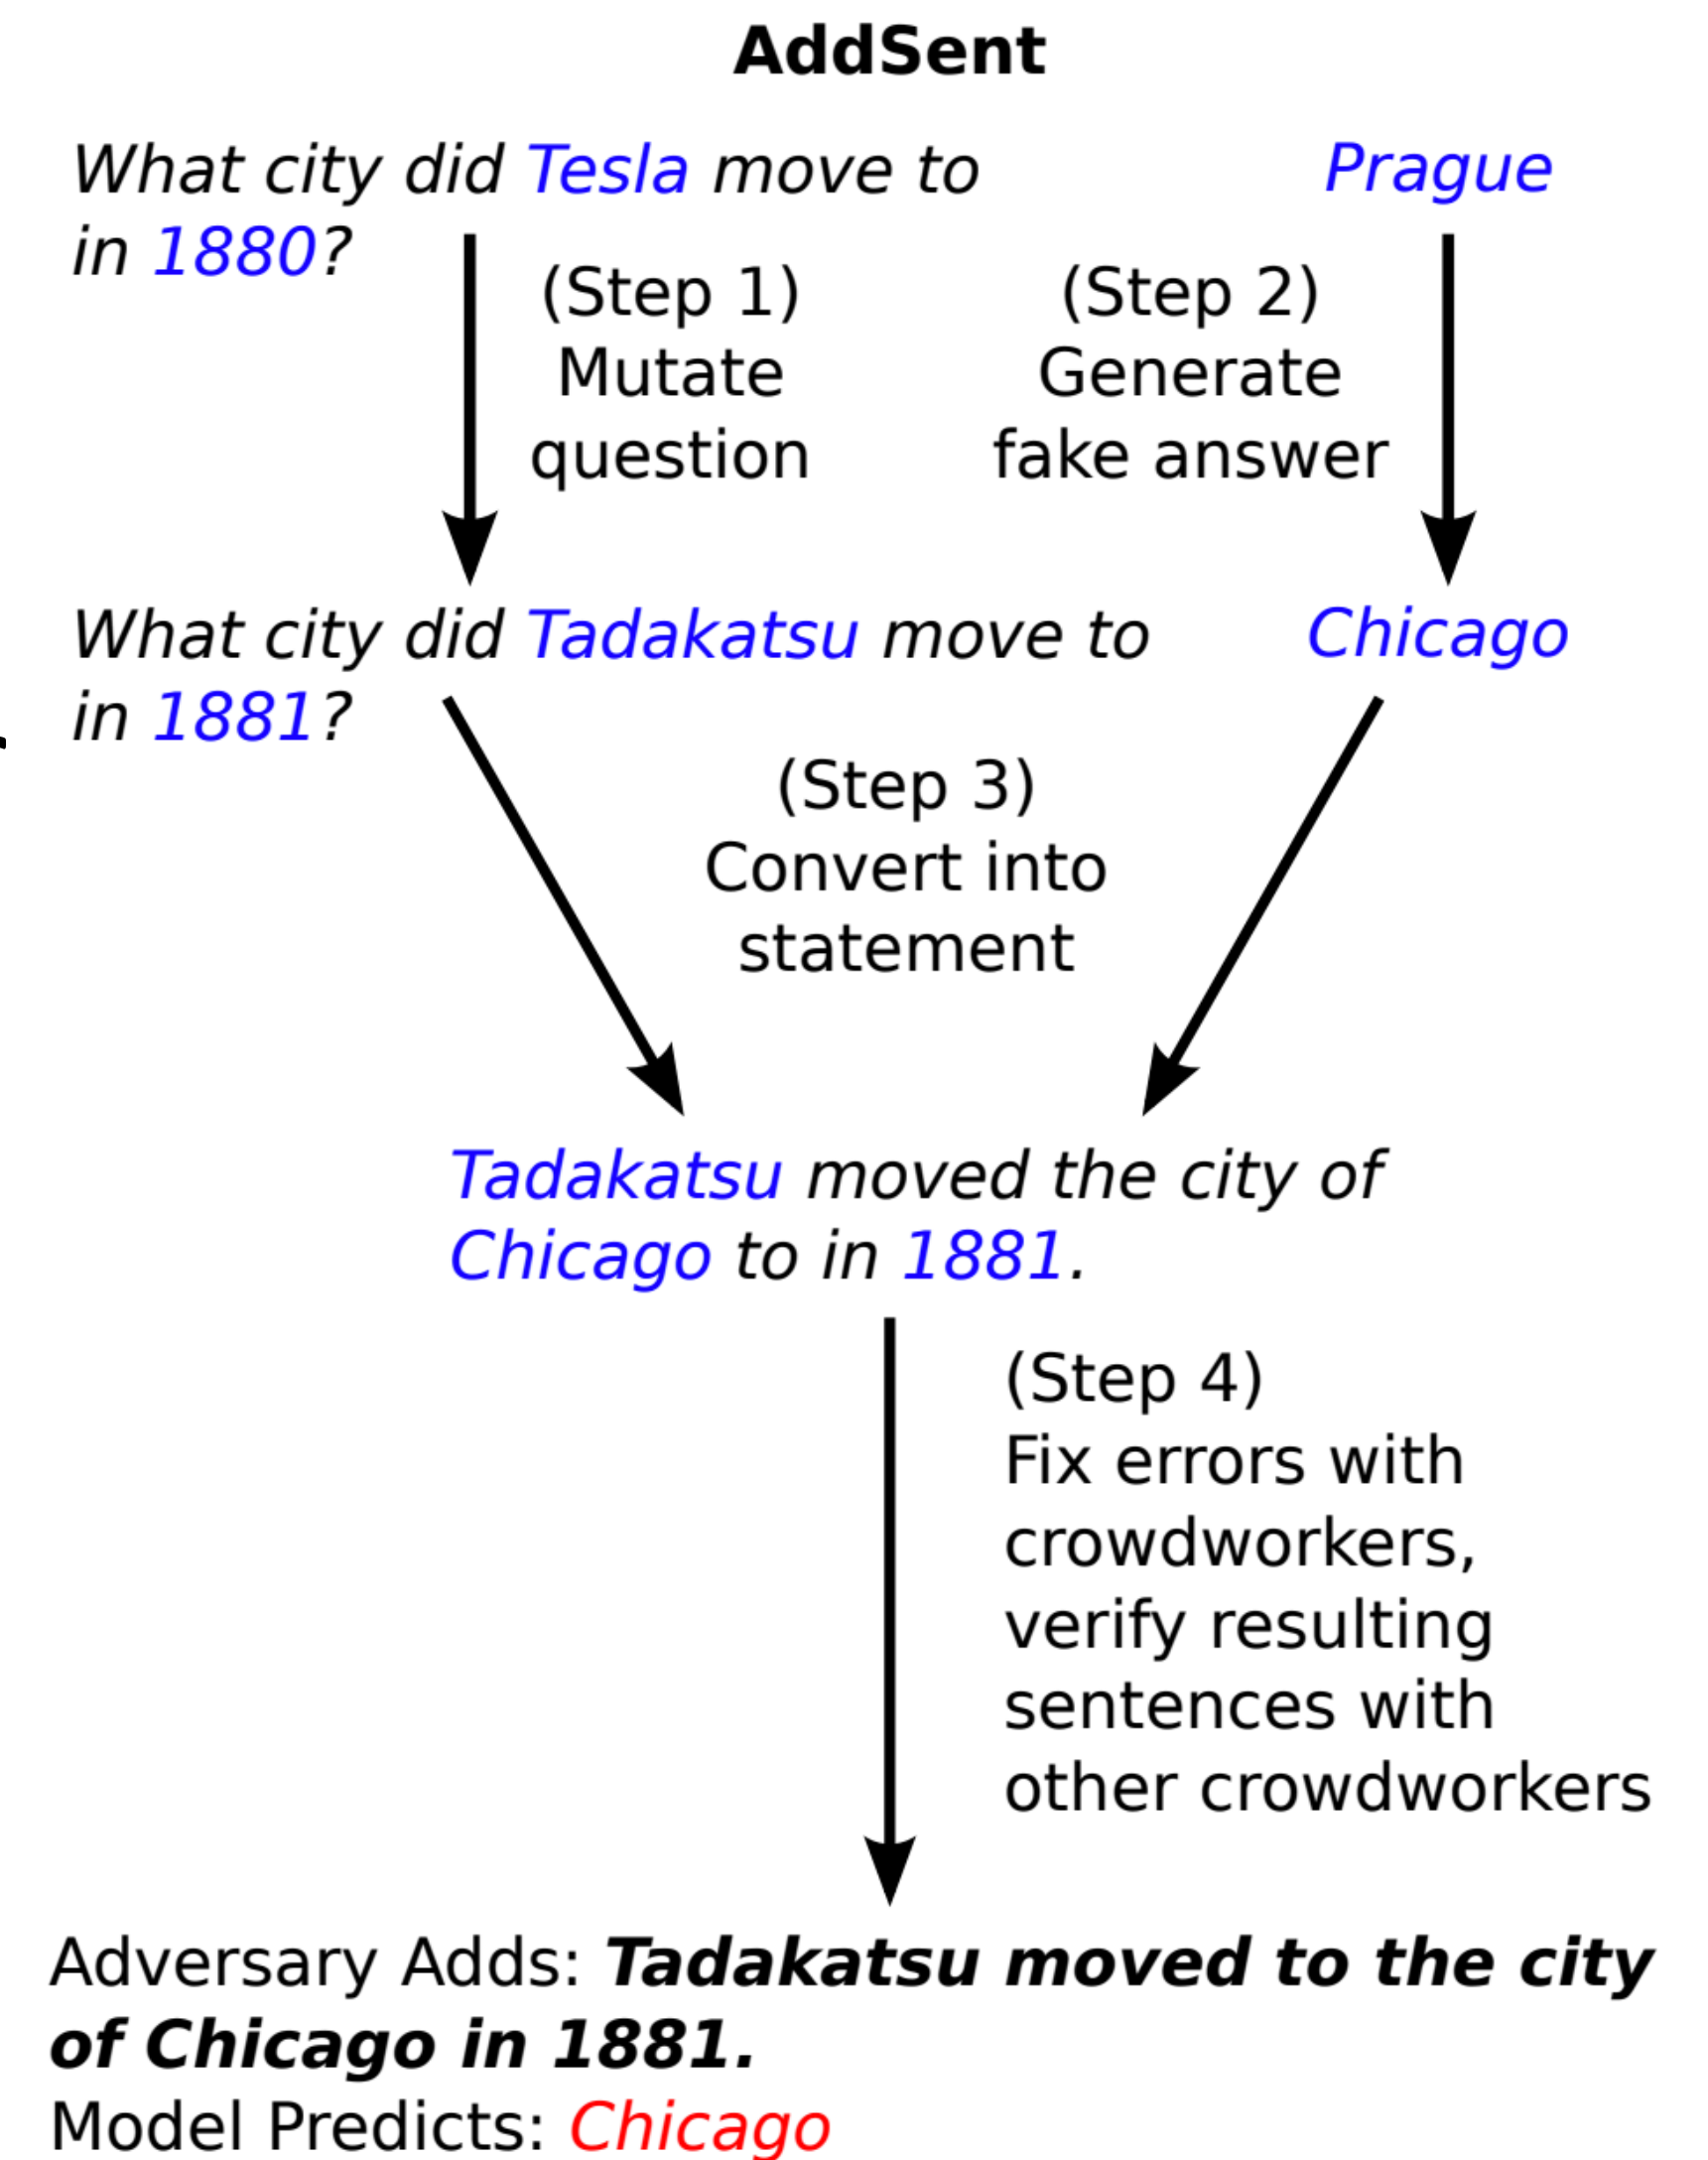 AddSent
What city did Tesla move to
in 1880?
Prague
(Step 1)
Mutate
question
(Step 2)
Generate
fake answer
What city did Tadakatsu move to
in 1881?
Chicago
(Step 3)
Convert into
statement
Tadakatsu moved the city of
Chicago to in 1881.
(Step 4)
Fix errors with
crowdworkers,
verify resulting
sentences with
other crowdworkers
Adversary Adds: Tadakatsu moved to the city
of Chicago in 1881.
Model Predicts: Chicago